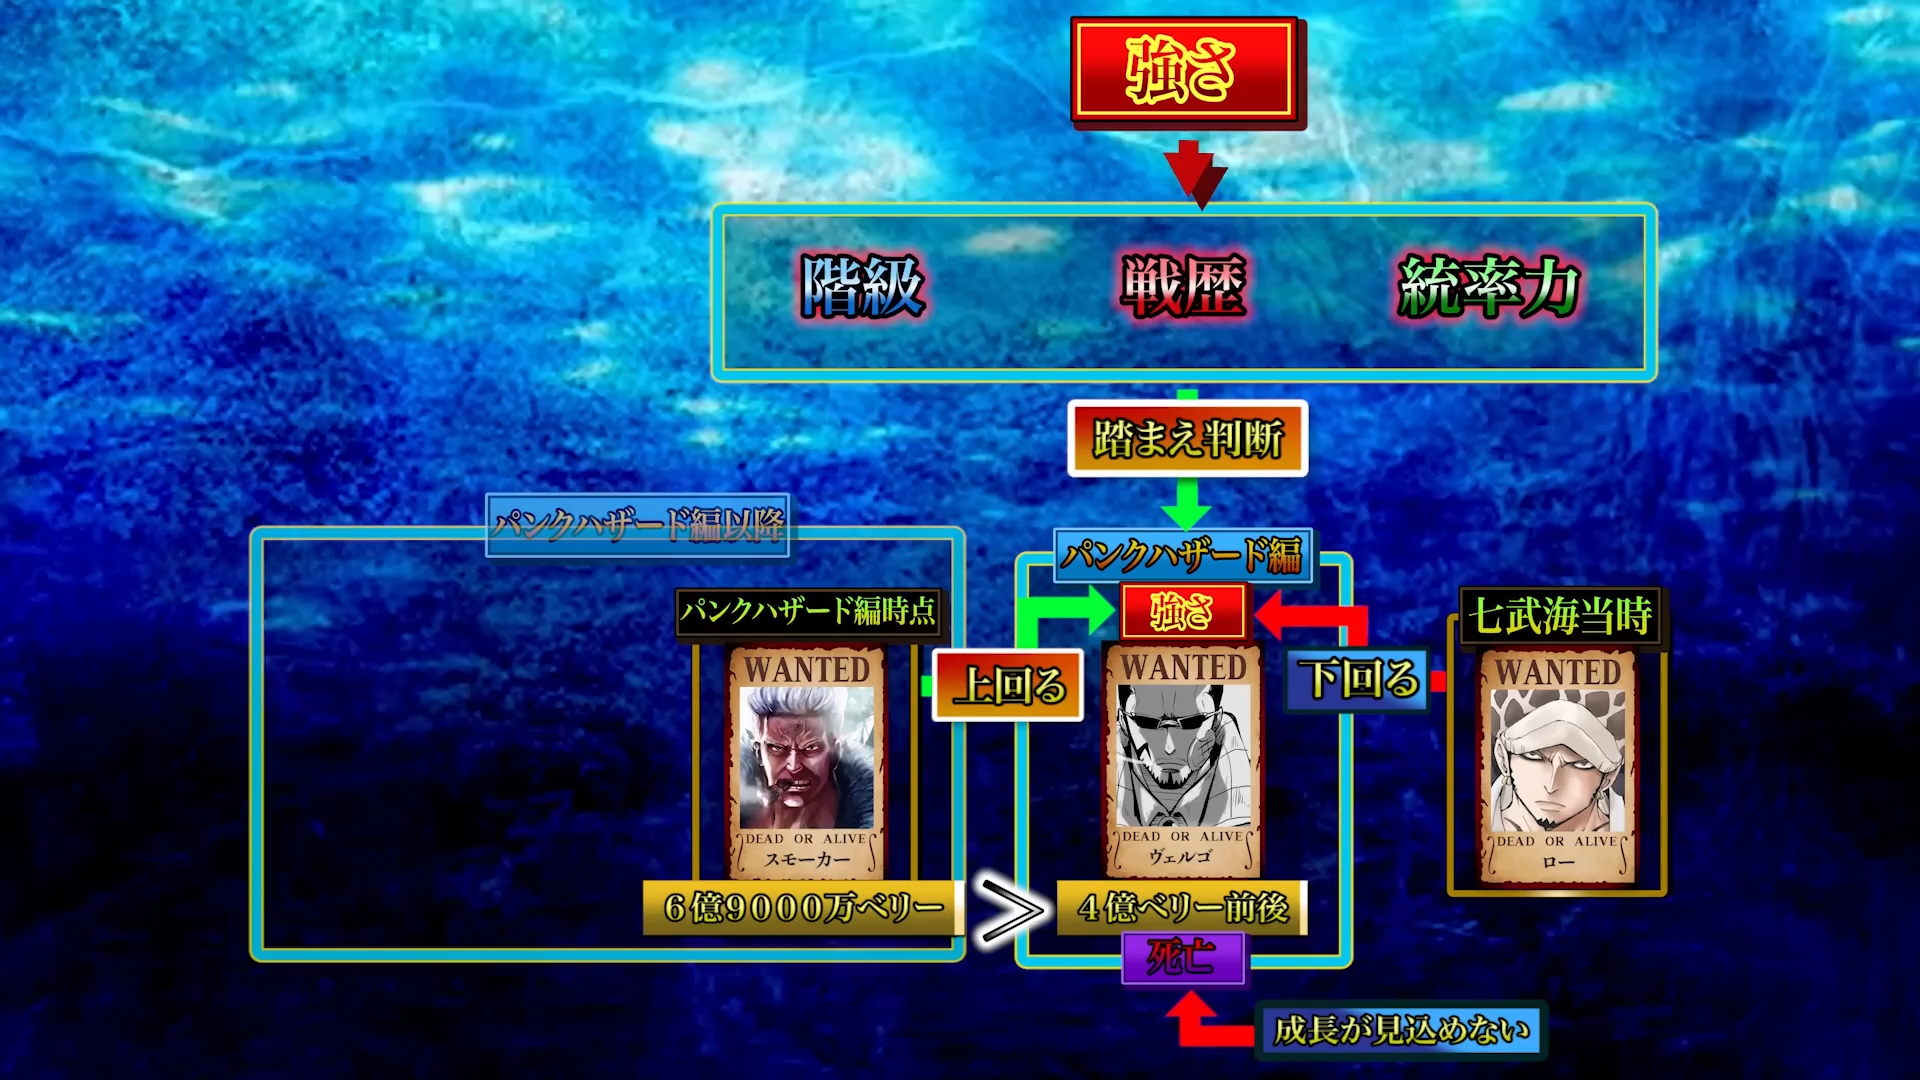 強さ
階級 戦歴 統率力
踏まえ判断
パンクハザード編以降
パンクハザード編時点
WANTED
DEAD OR ALIVE
スモーカー
6億9000万ベリー
上回る
>
パンクハザード編
強さ
WANTED
DEAD OR ALIVE
ヴェルゴ
4億ベリー前後
死亡
成長が見込めない
下回る
七武海当時
WANTED
DEAD OR ALIVE
ロー